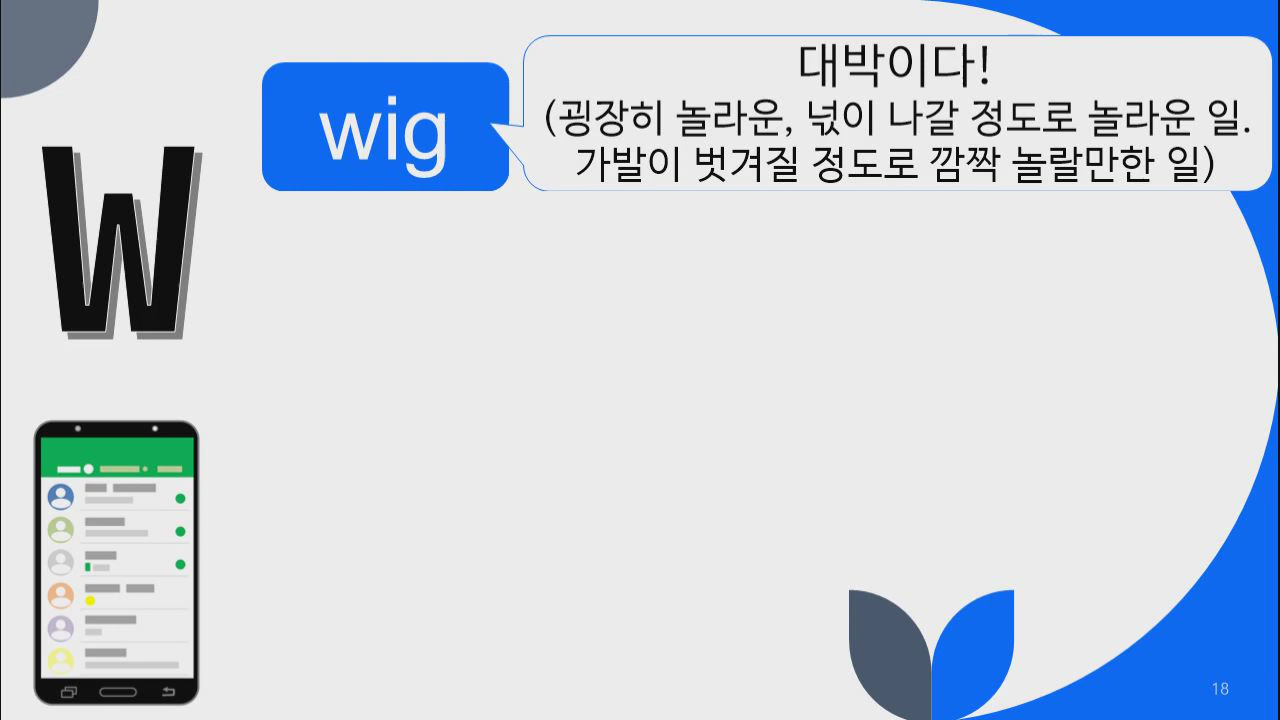 대박이다!
wig
(굉장히 놀라운, 넋이 나갈 정도로 놀라운 일.
가발이 벗겨질 정도로 깜짝 놀랄만한 일)
W
18